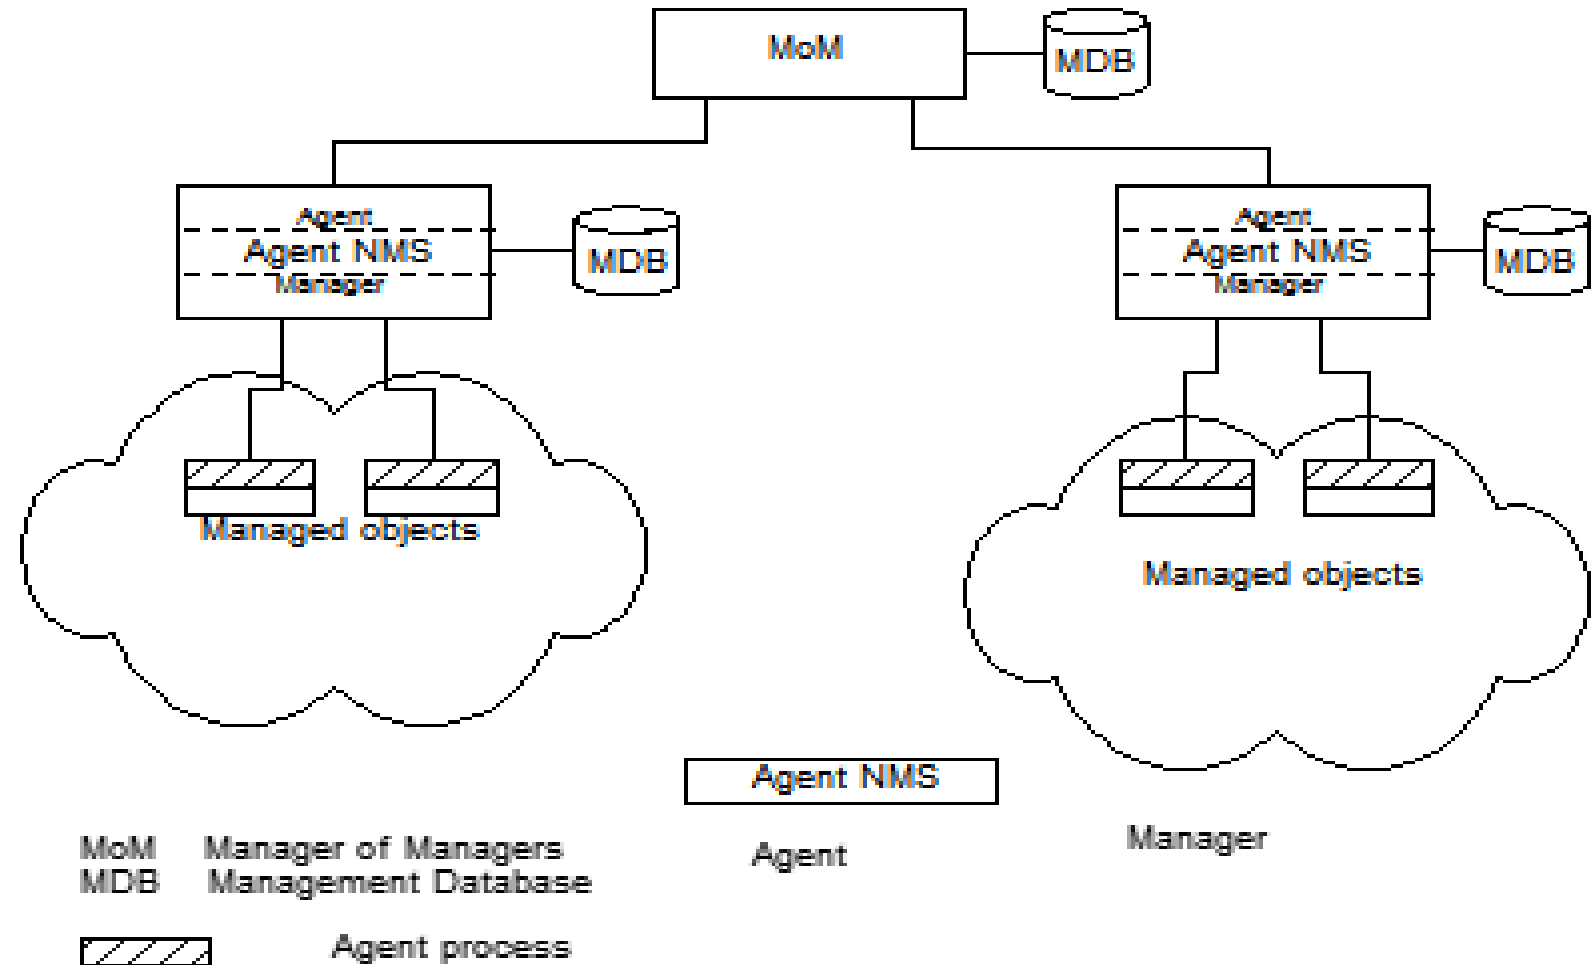 MoM
MDB
Agent
Agent NMS
Manager
MDB
Agent
Agent NMS
Manager
MDB
Managed objects
Managed objects
Agent NMS
MoM Manager of Managers
MDB Management Database
Agent
Manager
Agent process